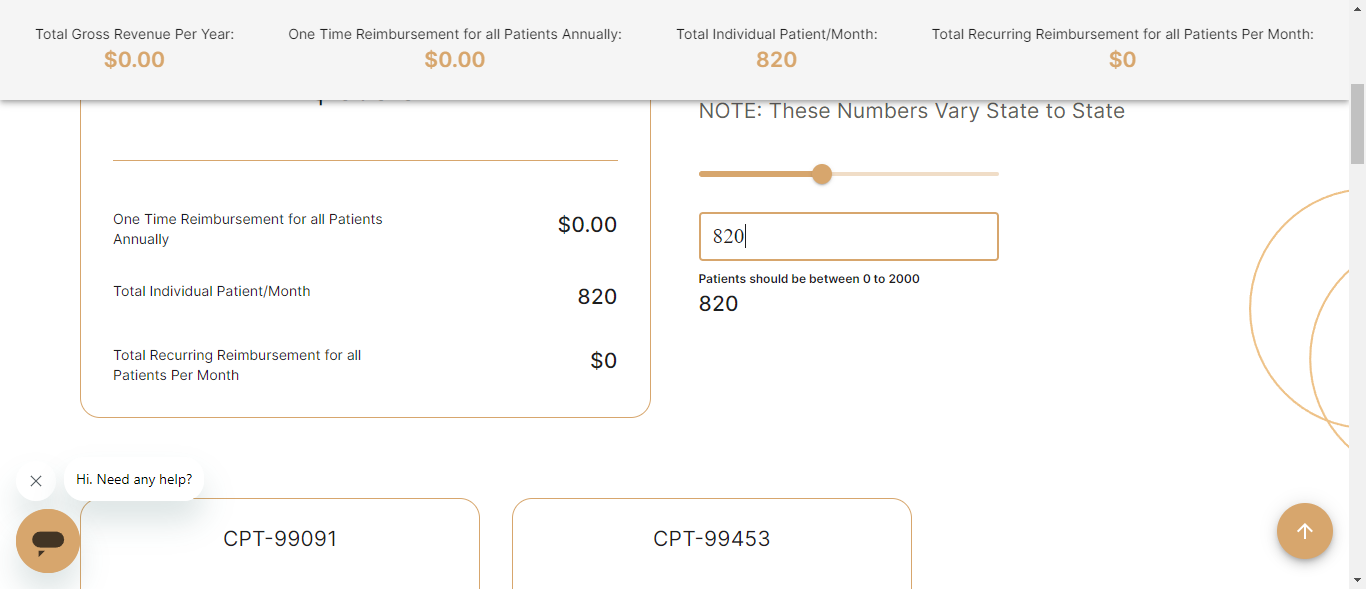 Total Gross Revenue Per Year:
$0.00
One Time Reimbursement for all Patients Annually:
$0.00
Total Individual Patient/Month:
820
Total Recurring Reimbursement for all Patients Per Month:
$0
NOTE: These Numbers Vary State to State
One Time Reimbursement for all Patients
Annually
$0.00
Total Individual Patient/Month
820
Total Recurring Reimbursement for all
Patients Per Month
$0
820
Patients should be between 0 to 2000
820
Hi. Need any help?
CPT-99091
CPT-99453